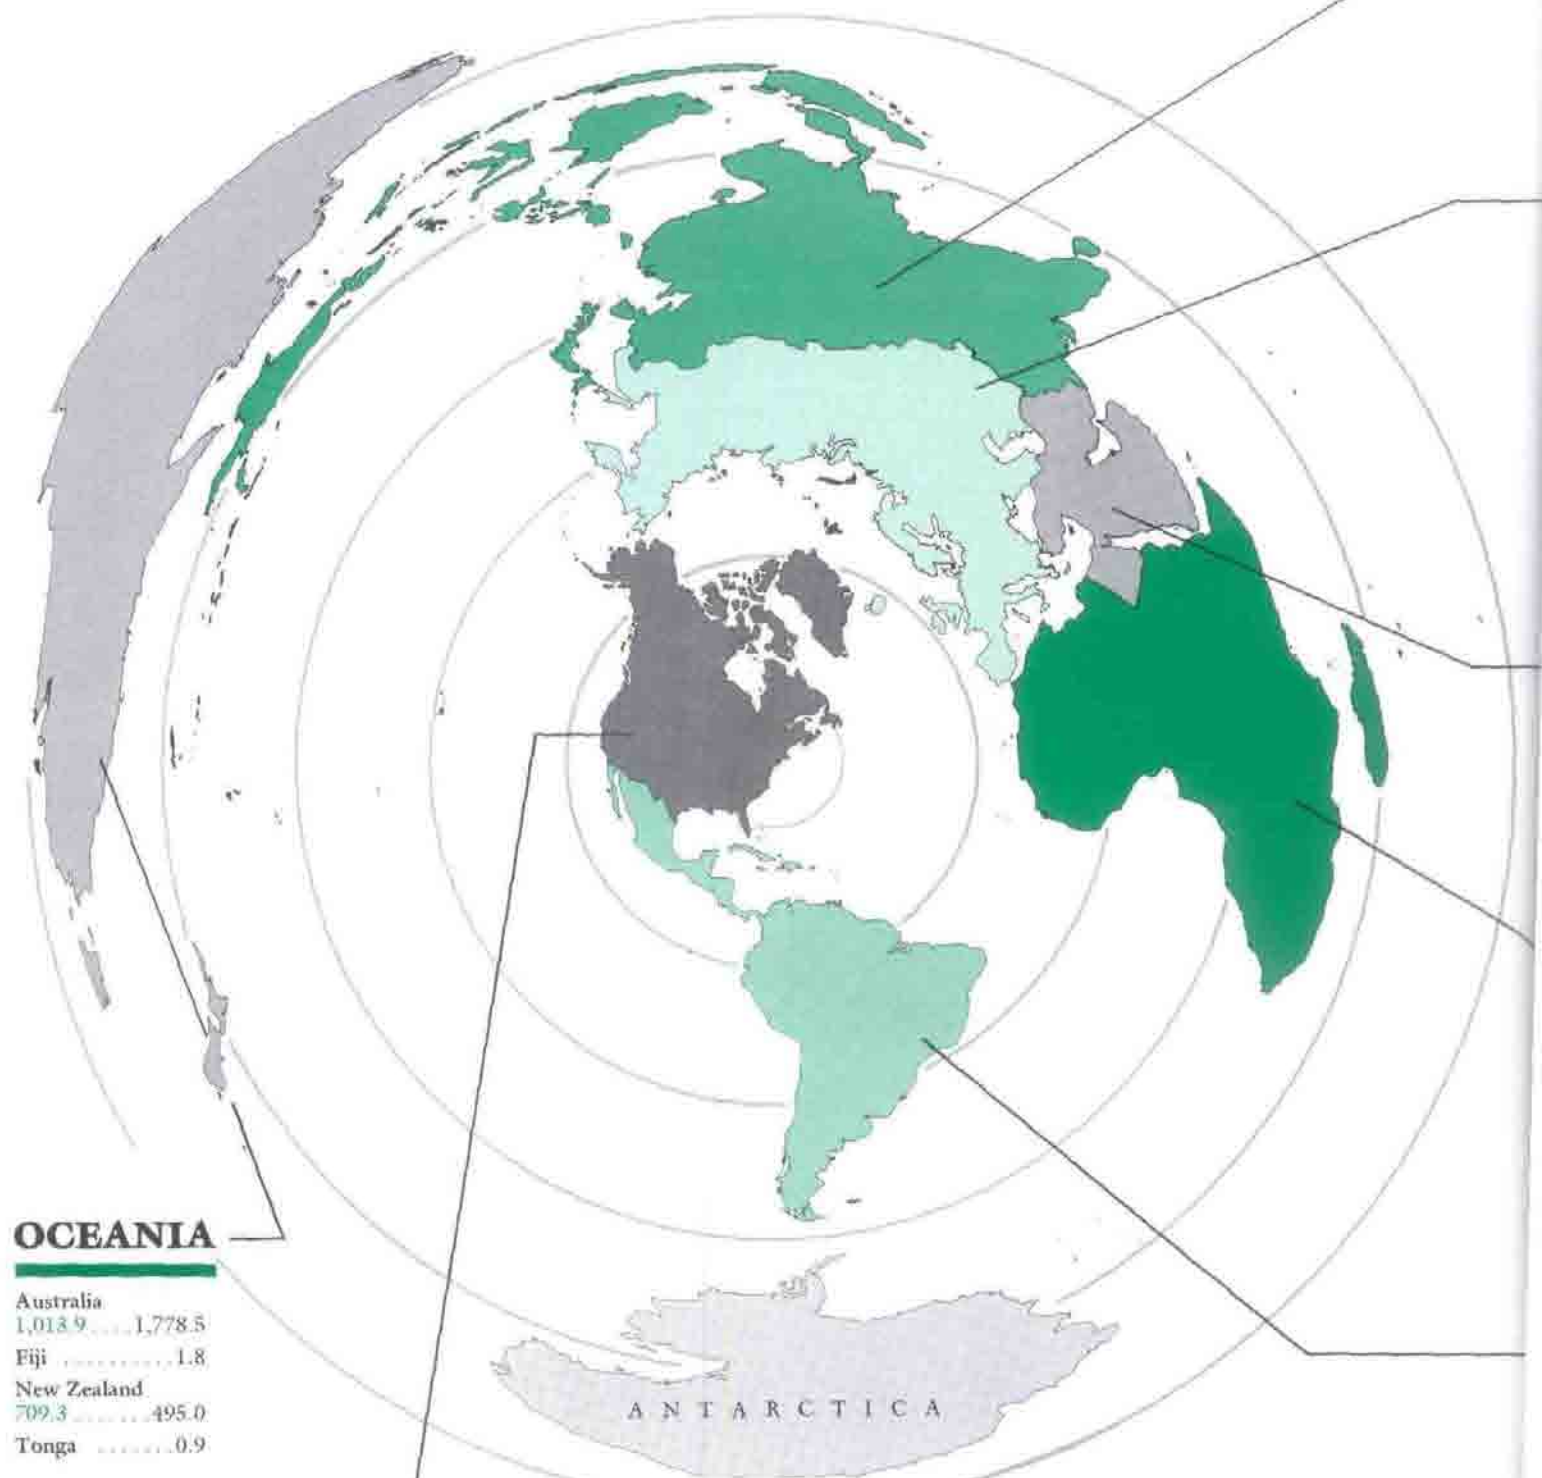 OCEANIA
Australia
1,013.9 .... 1,778.5
Fiji .......... 1.8
New Zealand
709.3 ....... 495.0
Tonga ....... 0.9
ANTARCTICA